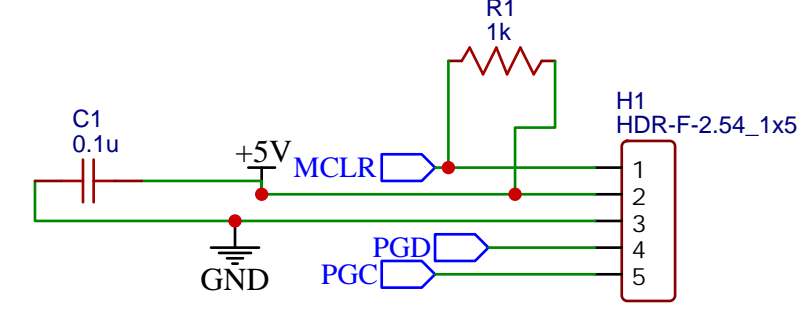 R1
1k
H1
HDR-F-2.54_1x5
C1
0.1u
+5V
MCLR
1
2
3
PGD
4
GND
PGC
5